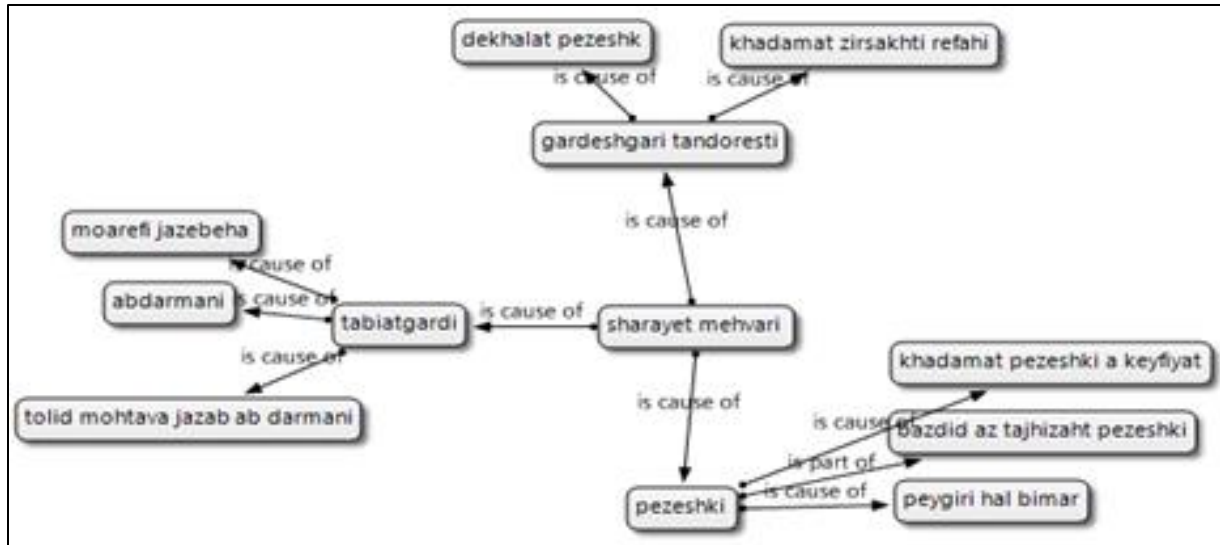 dekhalat pezeshk
khadamat zirsakhti refahi
is cause of
is cause of
gardeshgari tandoresti
is cause of
moarefi jazebeha
is cause of
abdarmani
is cause of
tabiatgardi
is cause of
sharayet mehvari
is cause of
tolid mohtava jazab ab darmani
is cause of
khadamat pezeshki a keyfiyat
is cause of
bazdid az tajhizaht pezeshki
is part of
is cause of
peygiri hal bimar
pezeshki